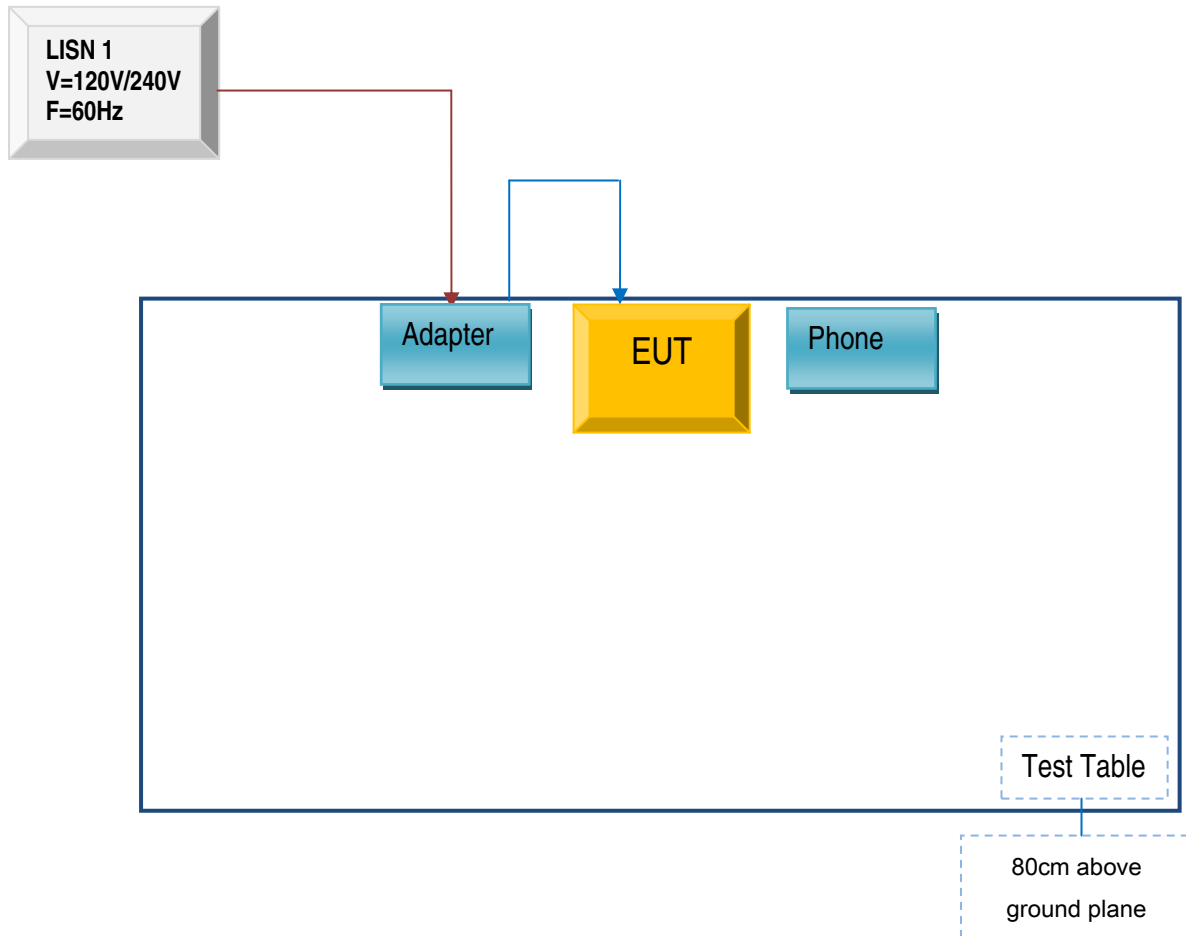 LISN 1
V=120V/240V
F=60Hz
Adapter
EUT
Phone
Test Table
80cm above
ground plane